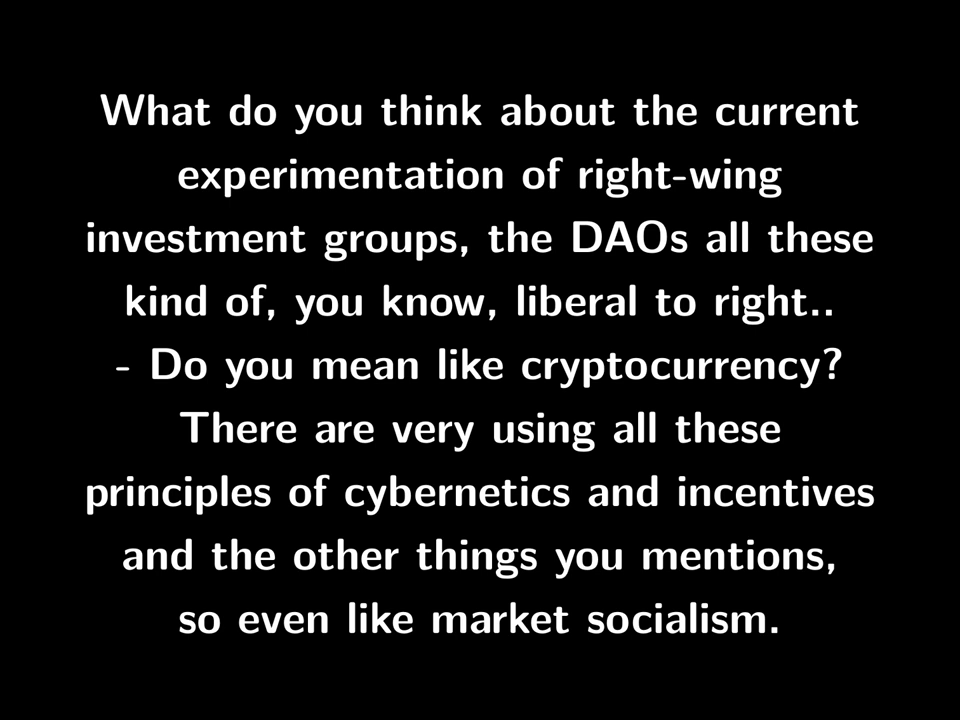 What do you think about the current
experimentation of right-wing
investment groups, the DAOs all these
kind of, you know, liberal to right..
- Do you mean like cryptocurrency?
There are very using all these
principles of cybernetics and incentives
and the other things you mentions,
so even like market socialism.